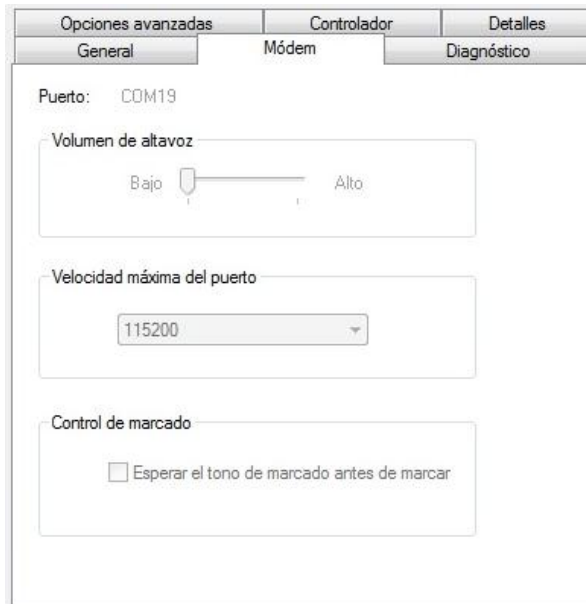 Opciones avanzadas Controlador Detalles
General Módem Diagnóstico
Puerto: COM19
Volumen de altavoz
Bajo Alto
Velocidad máxima del puerto
115200
Control de marcado
Esperar el tono de marcado antes de marcar